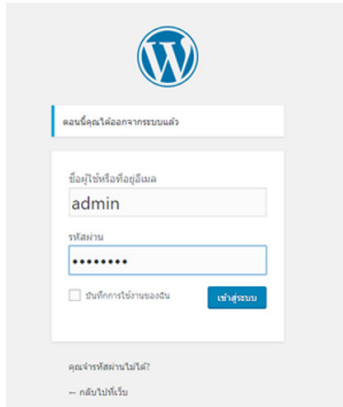 ตอนนี้คุณได้ออกจากระบบแล้ว
ชื่อผู้ใช้หรือที่อยู่อีเมล
admin
รหัสผ่าน
••••••••
บันทึกการใช้งานของฉัน
เข้าสู่ระบบ
คุณจำรหัสผ่านไม่ได้?
← กลับไปที่เว็บ